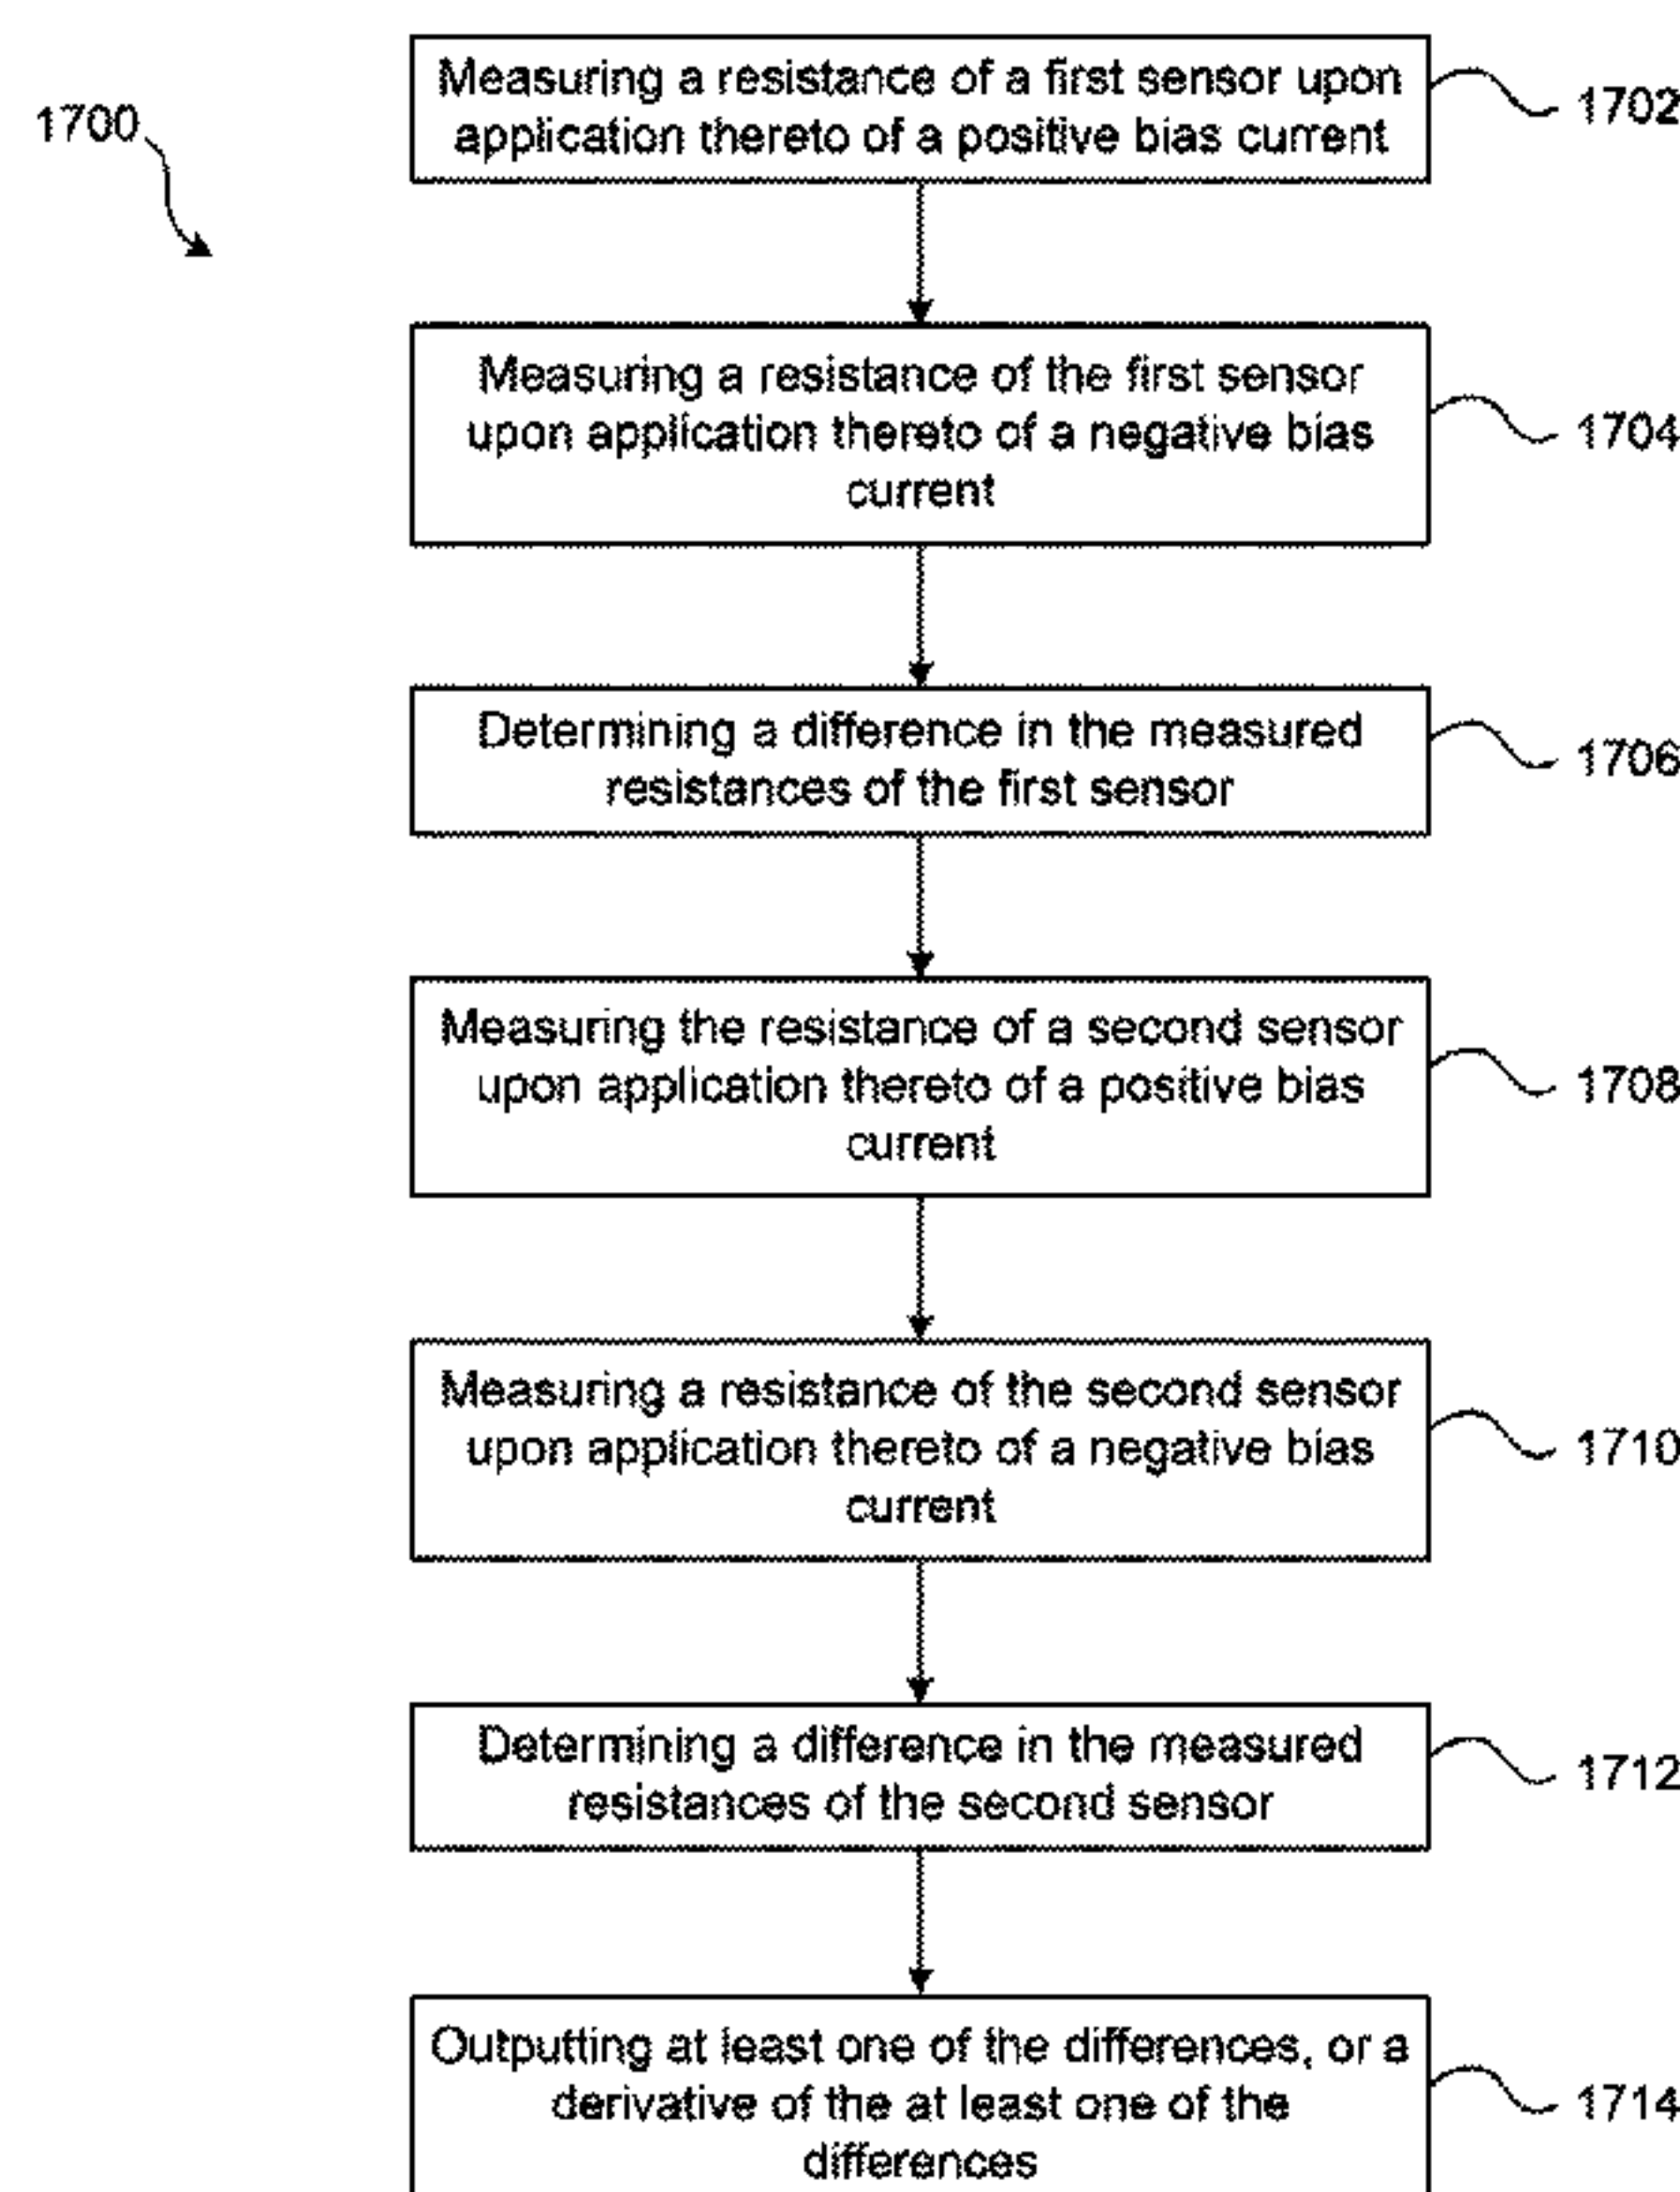 1700
Measuring a resistance of a first sensor upon
application thereto of a positive bias current
1702
Measuring a resistance of the first sensor
upon application thereto of a negative bias
current
1704
Determining a difference in the measured
resistances of the first sensor
1706
Measuring the resistance of a second sensor
upon application thereto of a positive bias
current
1708
Measuring a resistance of the second sensor
upon application thereto of a negative bias
current
1710
Determining a difference in the measured
resistances of the second sensor
1712
Outputting at least one of the differences, or a
derivative of the at least one of the
differences
1714